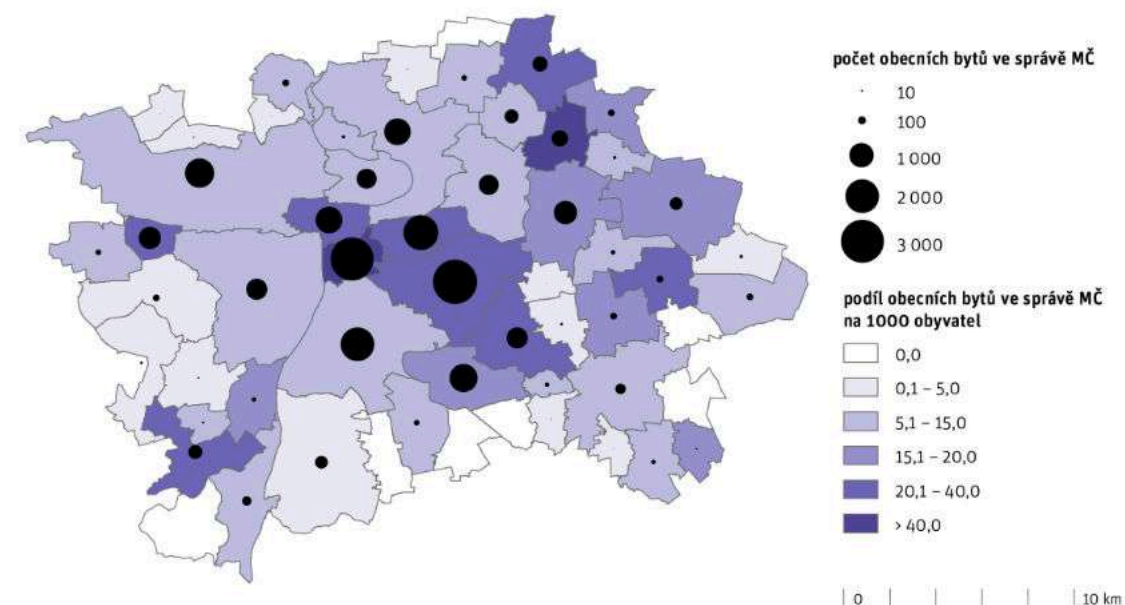 počet obecních bytů ve správě MČ
10
100
1 000
2 000
3 000
podíl obecních bytů ve správě MČ
na 1000 obyvatel
0,0
0,1 – 5,0
5,1 – 15,0
15,1 – 20,0
20,1 – 40,0
> 40,0
0 10 km